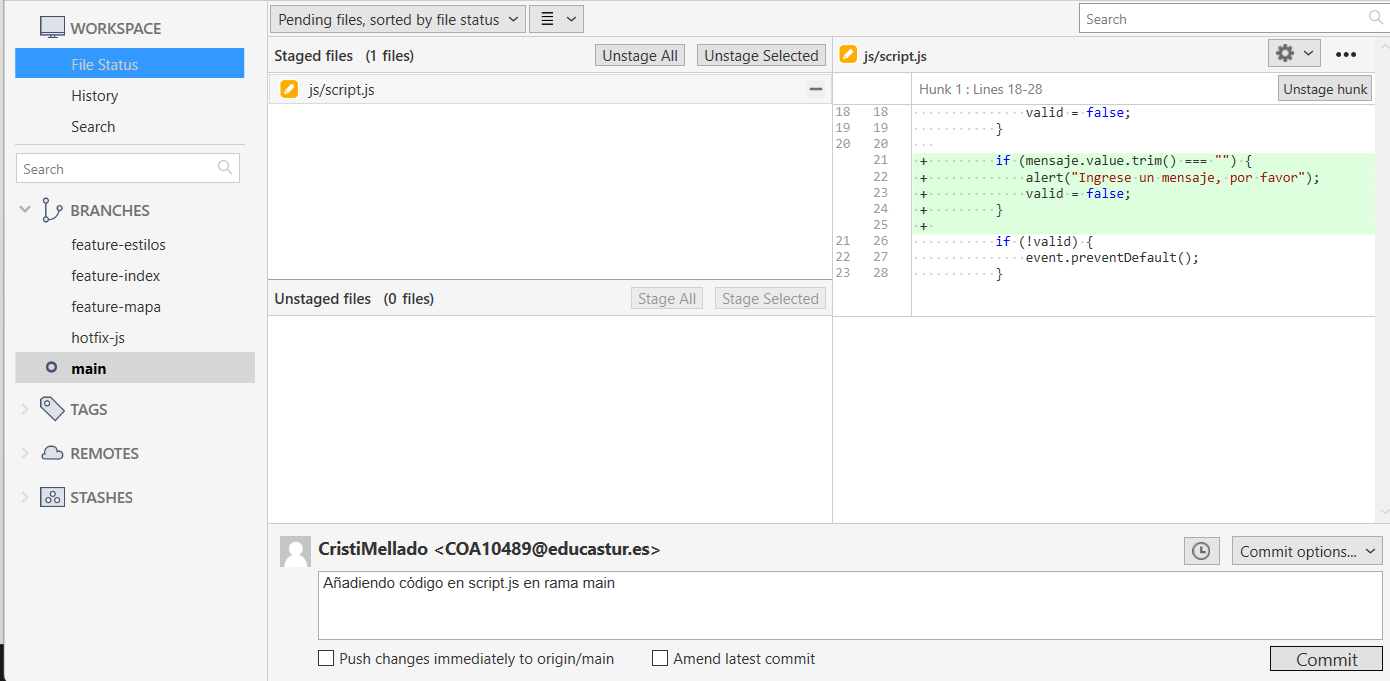 WORKSPACE
File Status
History
Search
Search
BRANCHES
feature-estilos
feature-index
feature-mapa
hotfix-js
main
TAGS
REMOTES
STASHES
Pending files, sorted by file status
Search
Staged files (1 files)
Unstage All
Unstage Selected
js/script.js
Unstaged files (0 files)
Stage All
Stage Selected
js/script.js
Hunk 1 : Lines 18-28
Unstage hunk
18 18 valid = false;
19 19 }
20 20
21 + if (mensaje.value.trim() === "") {
22 + alert("Ingrese un mensaje, por favor");
23 + valid = false;
24 + }
25 +
21 26 if (!valid) {
22 27 event.preventDefault();
23 28 }
CristiMellado <COA10489@educastur.es>
Commit options...
Añadiendo código en script.js en rama main
Push changes immediately to origin/main
Amend latest commit
Commit